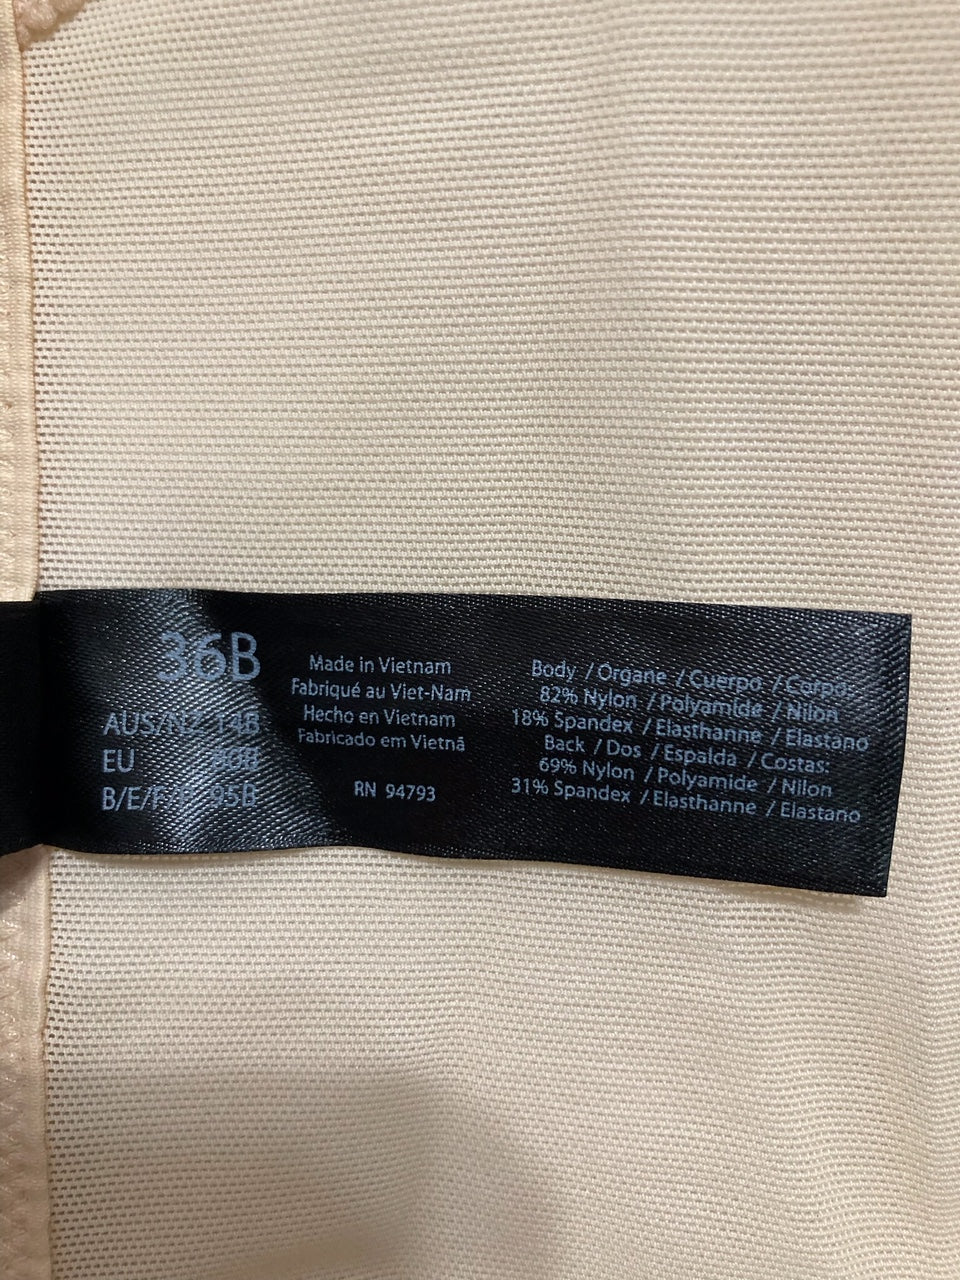 36B
AUS/NZ 14B
EU 80B
B/E/F/P 95B
Made in Vietnam
Fabriqué au Viet-Nam
Hecho en Vietnam
Fabricado em Vietnã
RN 94793
Body / Organe / Cuerpo / Corpo:
82% Nylon / Polyamide / Nilon
18% Spandex / Elasthanne / Elastano
Back / Dos / Espalda / Costas:
69% Nylon / Polyamide / Nilon
31% Spandex / Elasthanne / Elastano